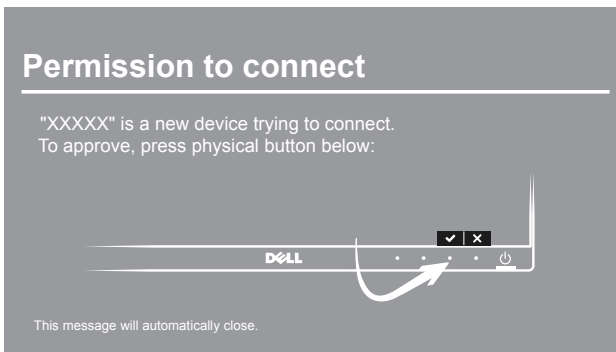 Permission to connect
"XXXXX" is a new device trying to connect.
To approve, press physical button below:
DELL
This message will automatically close.